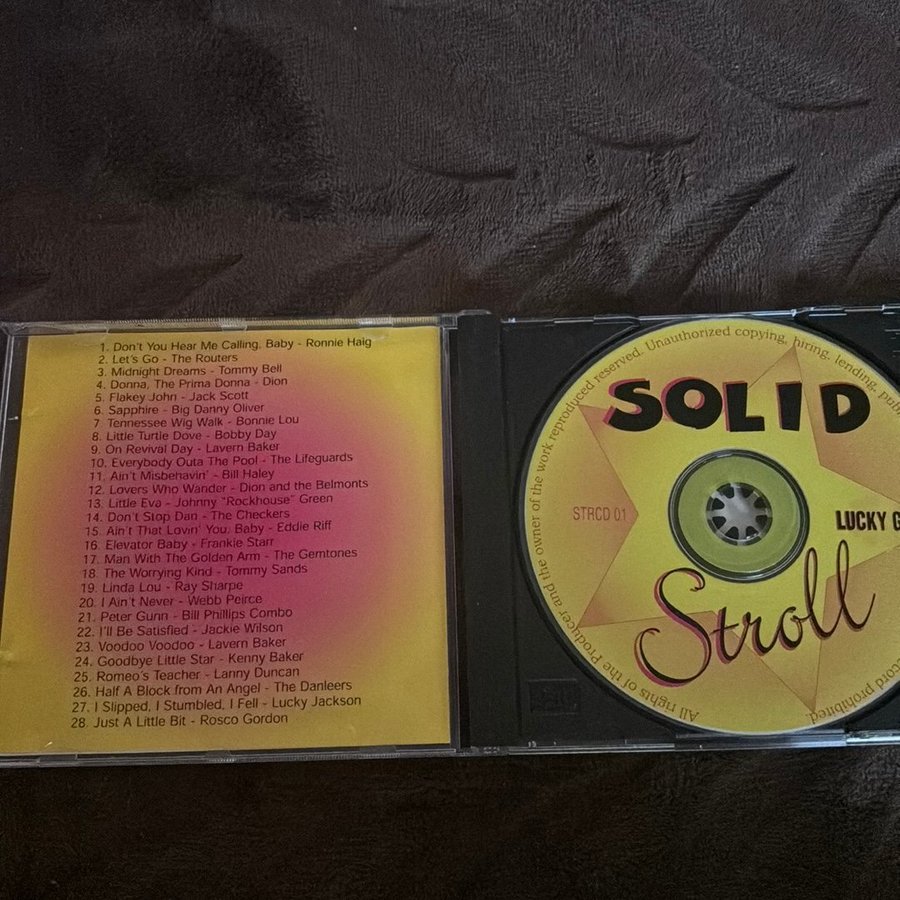 1. Don't You Hear Me Calling, Baby - Ronnie Haig
2. Let's Go - The Routers
3. Midnight Dreams - Tommy Bell
4. Donna, The Prima Donna - Dion
5. Flakey John - Jack Scott
6. Sapphire - Big Danny Oliver
7. Tennessee Wig Walk - Bonnie Lou
8. Little Turtle Dove - Bobby Day
9. On Revival Day - Lavern Baker
10. Everybody Outa The Pool - The Lifeguards
11. Ain't Misbenavin' - Bill Haley
12. Lovers Who Wander - Dion and the Belmonts
13. Little Eva - Johnny "Rockhouse" Green
14. Don't Stop Dan - The Checkers
15. Ain't That Lovin' You, Baby - Eddie Riff
16. Elevator Baby - Frankie Starr
17. Man With The Golden Arm - The Gemtones
18. The Worrying Kind - Tommy Sands
19. Linda Lou - Ray Sharpe
20. I Ain't Never - Webb Peirce
21. Peter Gunn - Bill Phillips Combo
22. I'll Be Satisfied - Jackie Wilson
23. Voodoo Voodoo - Lavern Baker
24. Goodbye Little Star - Kenny Baker
25. Romeo's Teacher - Lanny Duncan
26. Half A Block from An Angel - The Danleers
27. I Slipped, I Stumbled, I Fell - Lucky Jackson
28. Just A Little Bit - Rosco Gordon
All rights of the Producer and the owner of the work reproduced reserved. Unauthorized copying, hiring, lending,
prohibited.
SOLID
STRCD 01
LUCKY
Stroll